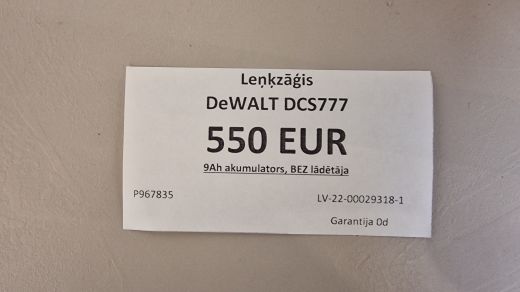 Leņķzāģis
DeWALT DCS777
550 EUR
9Ah akumulators, BEZ lādētāja
P967835
LV-22-00029318-1
Garantija 0d